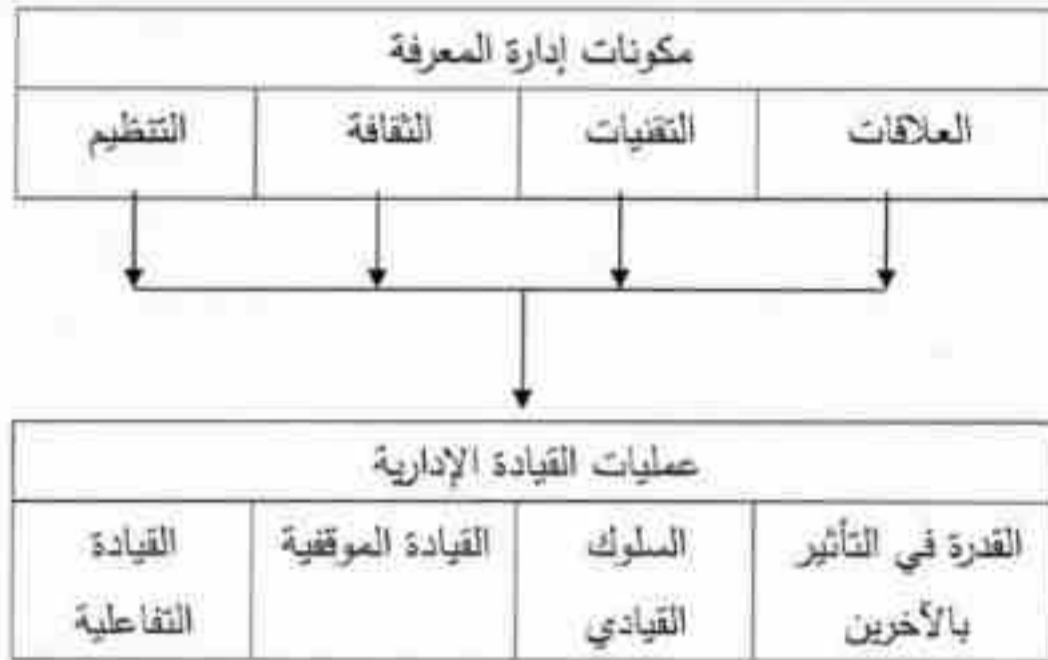 مكونات إدارة المعرفة
العلاقات التقنيات الثقافة التنظيم
عمليات القيادة الإدارية
القدرة في التأثير السلوك القيادة الموقفية القيادة
بالآخرين القيادي التفاعلية